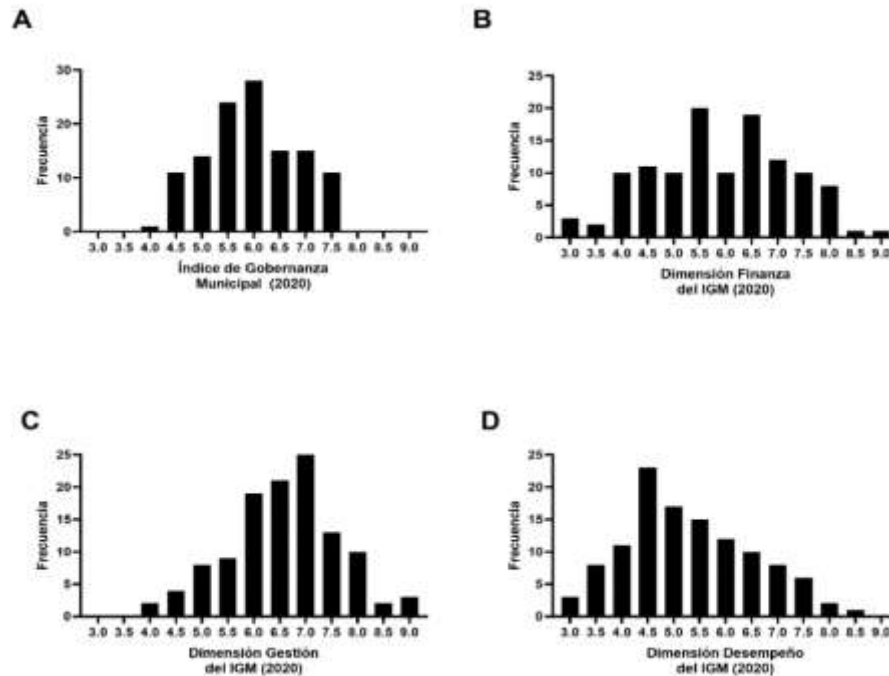 A
Frecuencia
30
20
10
0
3.0 3.5 4.0 4.5 5.0 5.5 6.0 6.5 7.0 7.5 8.0 8.5 9.0
Índice de Gobernanza
Municipal (2020)
B
Frecuencia
25
20
15
10
5
0
3.0 3.5 4.0 4.5 5.0 5.5 6.0 6.5 7.0 7.5 8.0 8.5 9.0
Dimensión Finanza
del IGM (2020)
C
Frecuencia
25
20
15
10
5
0
3.0 3.5 4.0 4.5 5.0 5.5 6.0 6.5 7.0 7.5 8.0 8.5 9.0
Dimensión Gestión
del IGM (2020)
D
Frecuencia
25
20
15
10
5
0
3.0 3.5 4.0 4.5 5.0 5.5 6.0 6.5 7.0 7.5 8.0 8.5 9.0
Dimensión Desempeño
del IGM (2020)